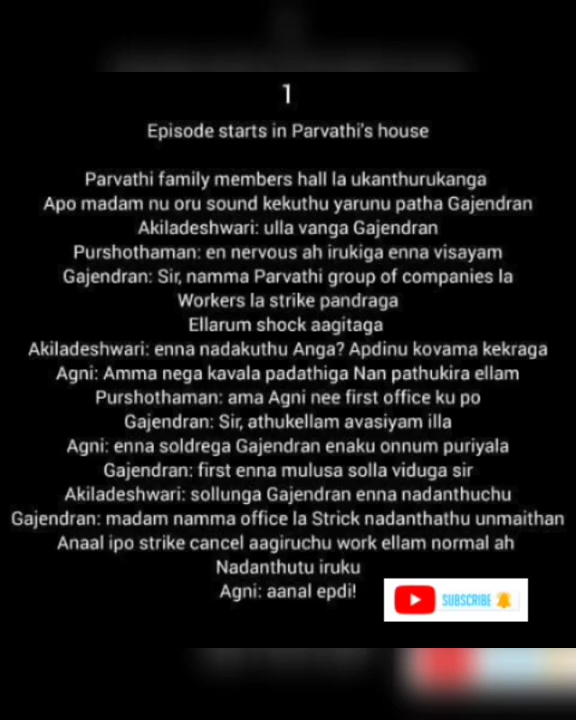 1
Episode starts in Parvathi's house
Parvathi family members hall la ukanthurukanga
Apo madam nu oru sound kekuthu yarunu patha Gajendran
Akiladeshwari: ulla vanga Gajendran
Purshothaman: en nervous ah irukiga enna visayam
Gajendran: Sir, namma Parvathi group of companies la
Workers la strike pandraga
Ellarum shock aagitaga
Akiladeshwari: enna nadakuthu Anga? Apdinu kovama kekraga
Agni: Amma nega kavala padathiga Nan pathukira ellam
Purshothaman: ama Agni nee first office ku po
Gajendran: Sir, athukellam avasiyam illa
Agni: enna soldrega Gajendran enaku onnum puriyala
Gajendran: first enna mulusa solla viduga sir
Akiladeshwari: sollunga Gajendran enna nadanthuchu
Gajendran: madam namma office la Strick nadanthathu unmaithan
Anaal ipo strike cancel aagiruchu work ellam normal ah
Nadanthutu iruku
Agni: aanal epdi!
SUBSCRIBE